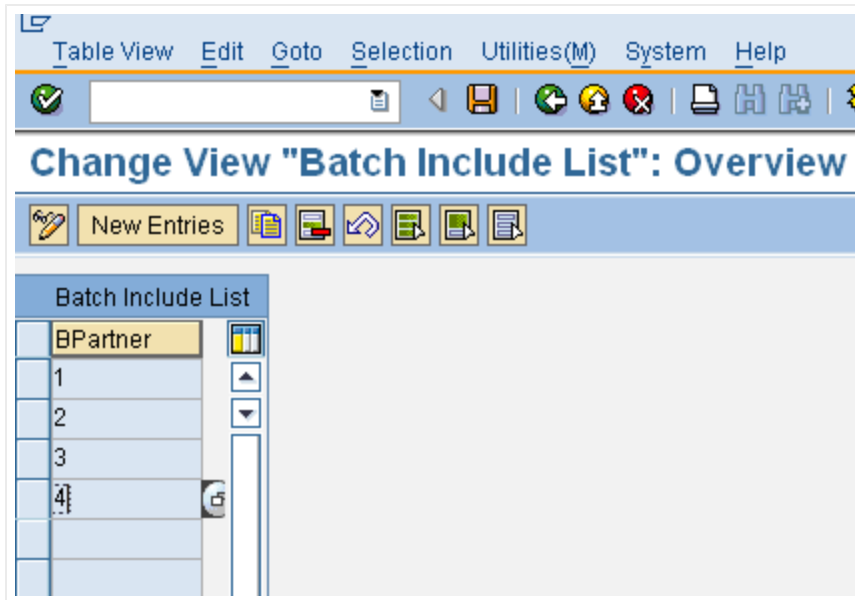 Table View Edit Goto Selection Utilities(M) System Help
Change View "Batch Include List": Overview
New Entries
Batch Include List
BPartner
1
2
3
4